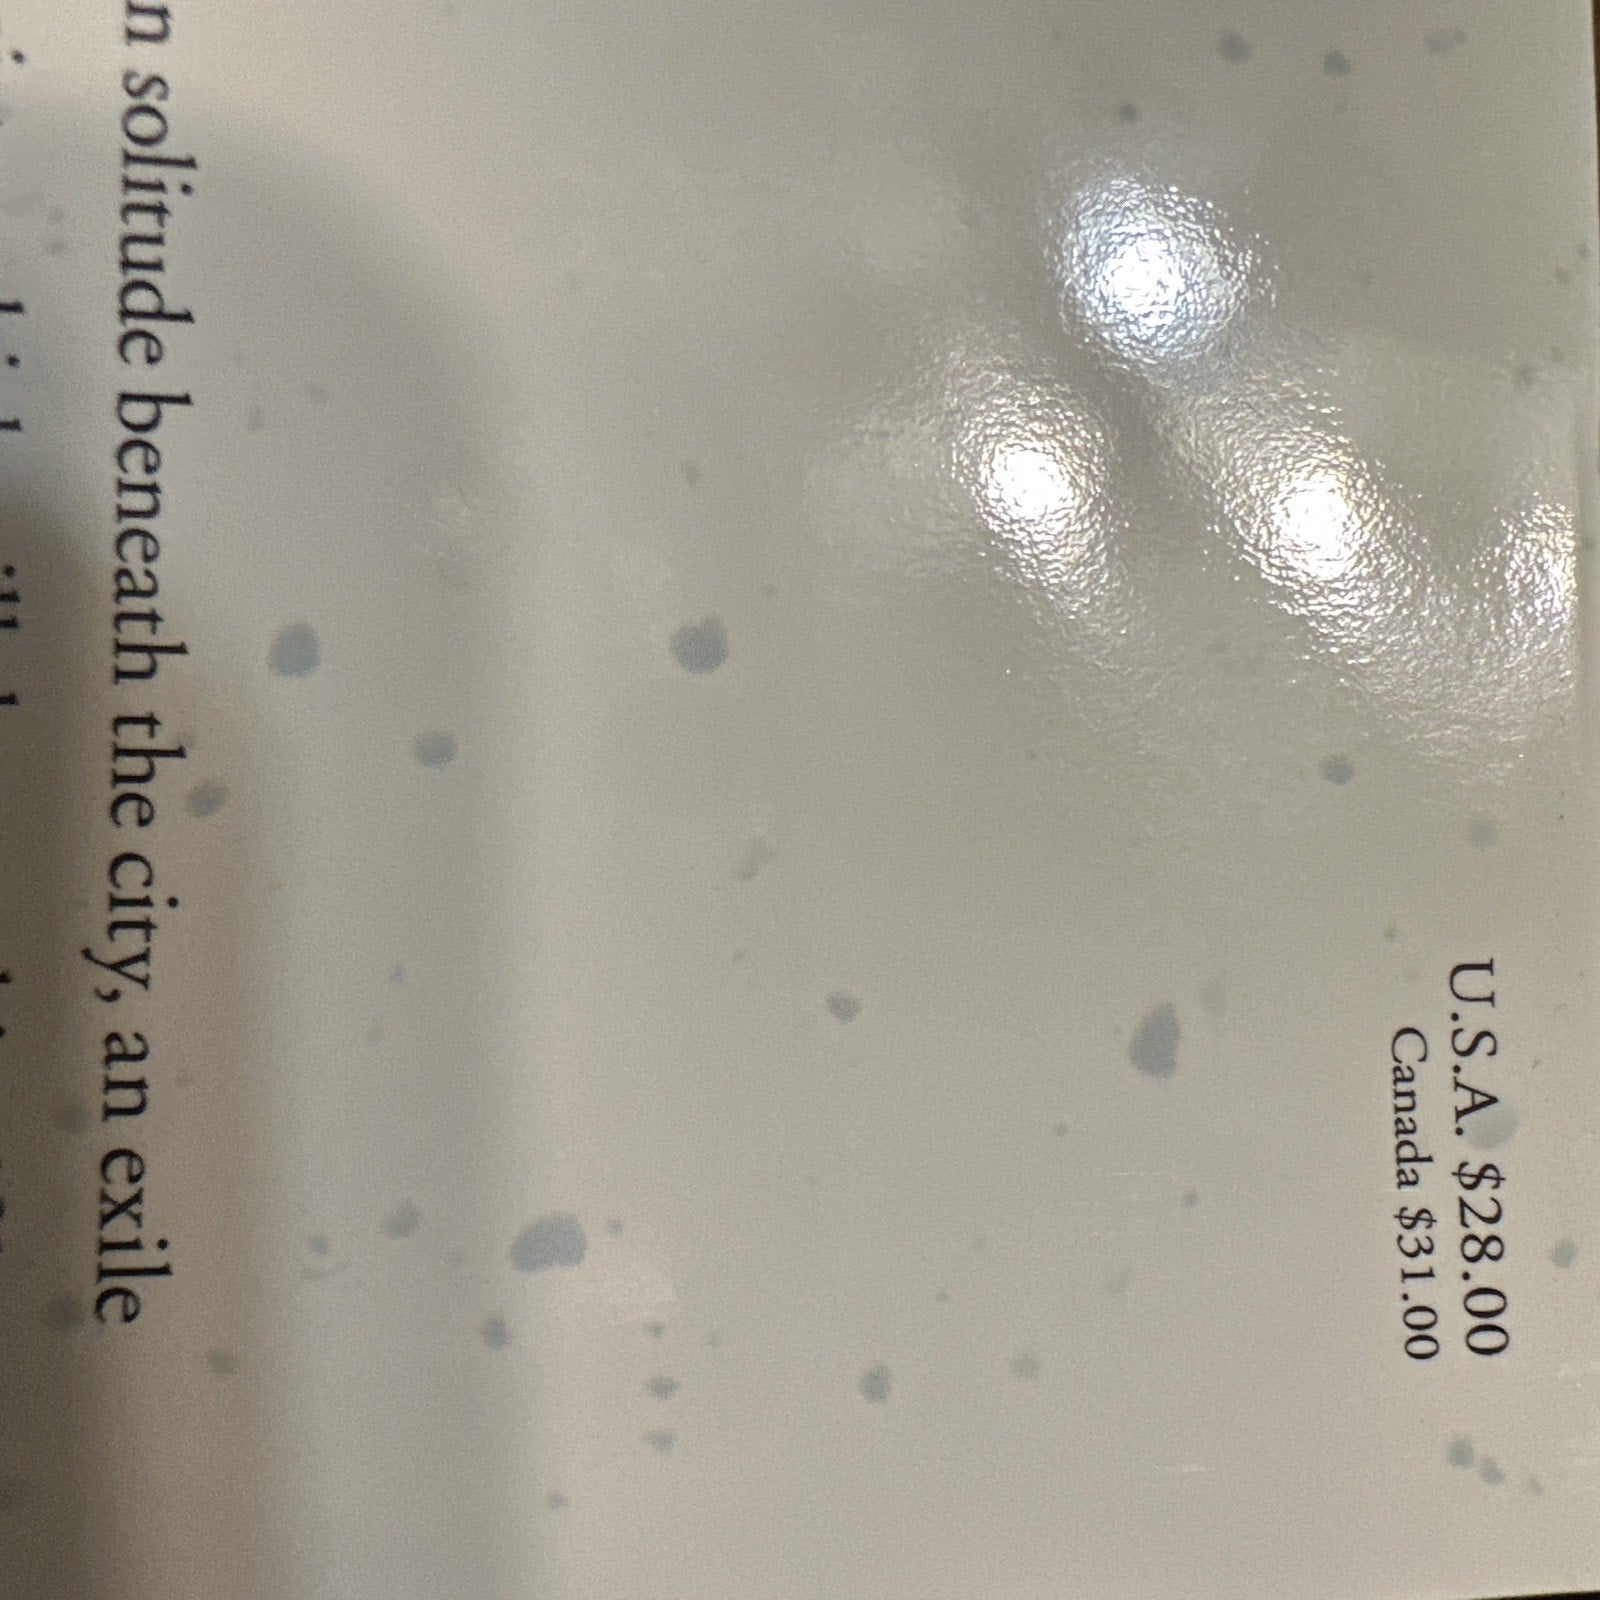 U.S.A. $28.00
Canada $31.00
n solitude beneath the city, an exile